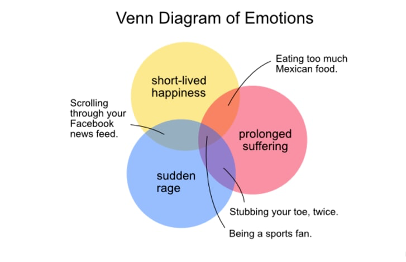 Venn Diagram of Emotions
Eating too much
Mexican food.
short-lived
happiness
Scrolling
through your
Facebook
news feed.
prolonged
suffering
sudden
rage
Stubbing your toe, twice.
Being a sports fan.